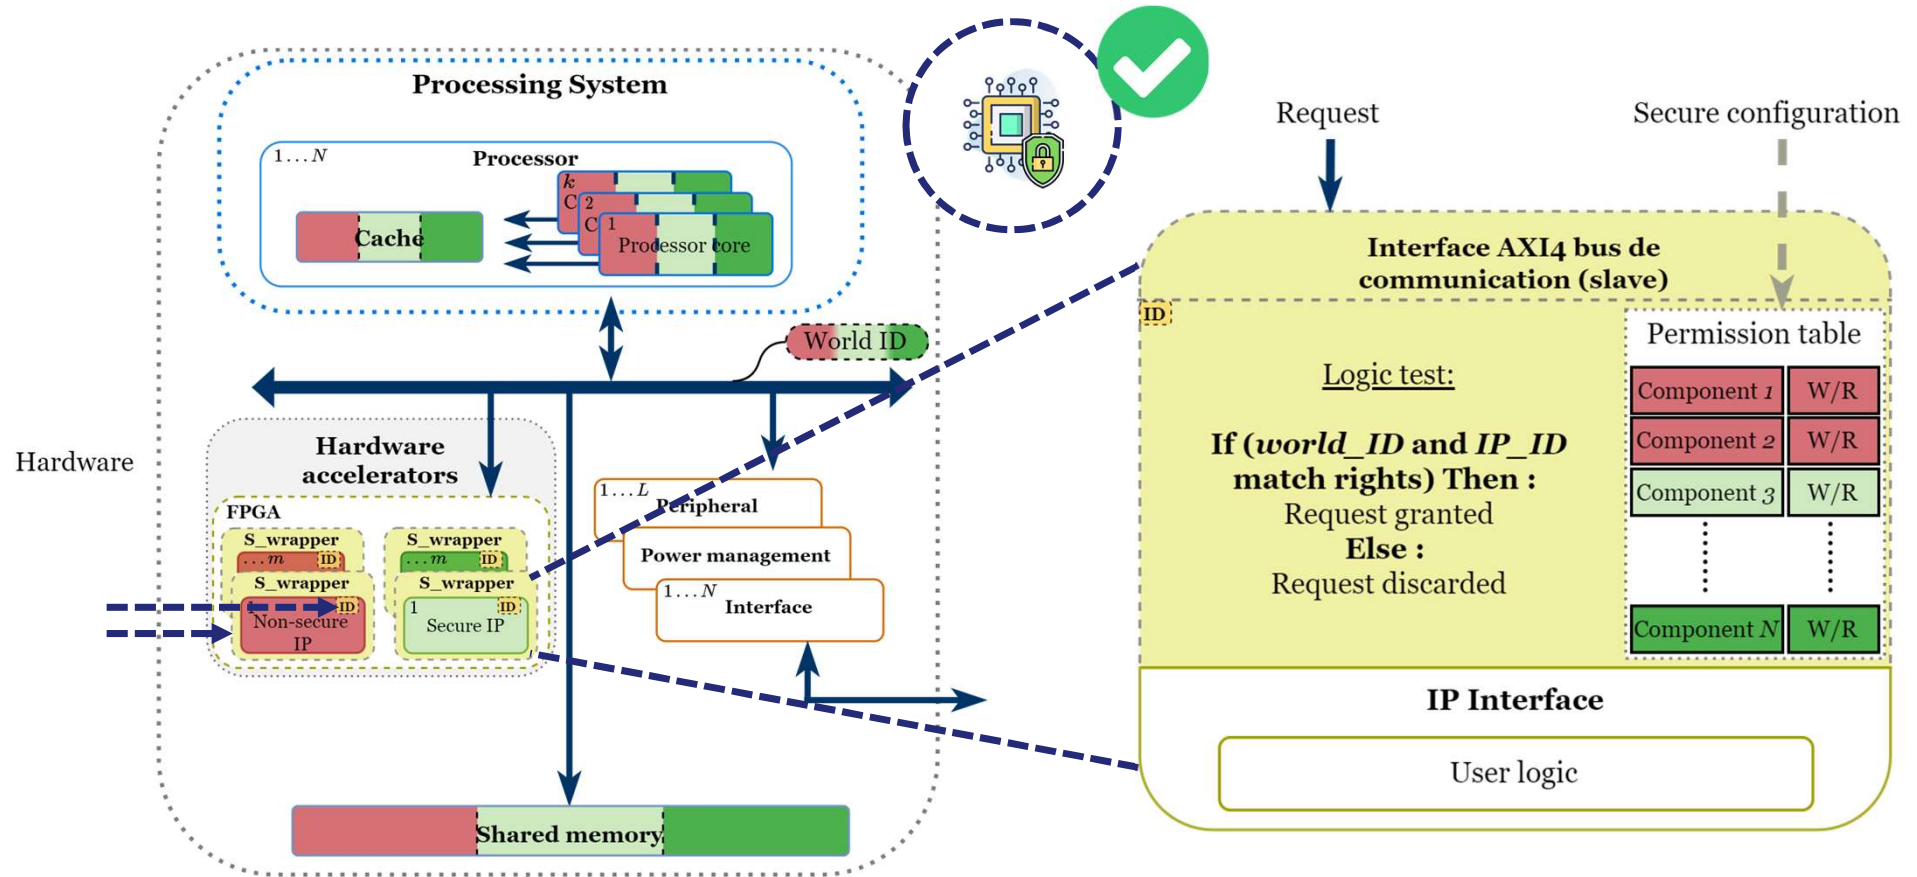 Processing System
1...N
Processor
k
C
2
C
1
Processor core
Cache
World ID
Hardware
Hardware
accelerators
FPGA
S_wrapper
...m
ID
S_wrapper
1
ID
Non-secure
IP
S_wrapper
...m
ID
S_wrapper
1
ID
Secure IP
1...L
Peripheral
Power management
1...N
Interface
Shared memory
Request
Secure configuration
Interface AXI4 bus de
communication (slave)
ID
Logic test:
If (world_ID and IP_ID
match rights) Then :
Request granted
Else :
Request discarded
Permission table
Component 1 W/R
Component 2 W/R
Component 3 W/R
Component N W/R
IP Interface
User logic